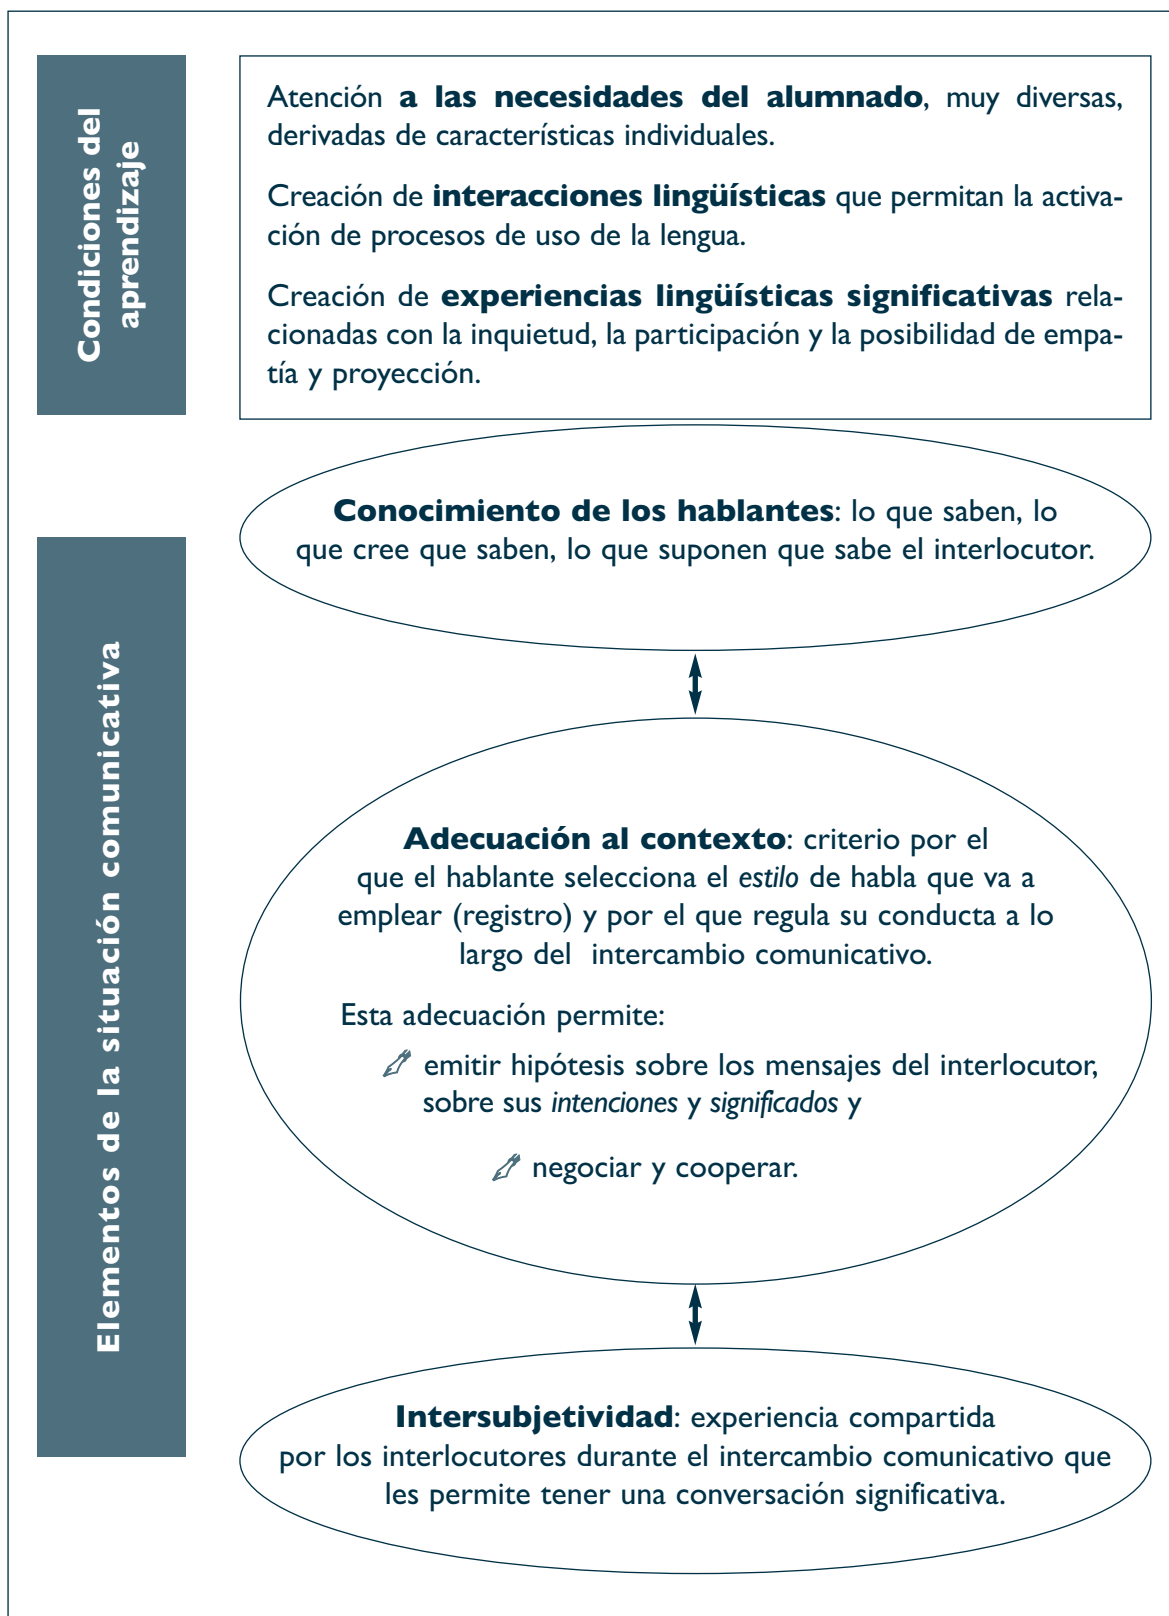 Condiciones del
aprendizaje
Atención a las necesidades del alumnado, muy diversas,
derivadas de características individuales.
Creación de interacciones lingüísticas que permitan la activa-
ción de procesos de uso de la lengua.
Creación de experiencias lingüísticas significativas rela-
cionadas con la inquietud, la participación y la posibilidad de empa-
tía y proyección.
Elementos de la situación comunicativa
Conocimiento de los hablantes: lo que saben, lo
que cree que saben, lo que suponen que sabe el interlocutor.
Adecuación al contexto: criterio por el
que el hablante selecciona el estilo de habla que va a
emplear (registro) y por el que regula su conducta a lo
largo del intercambio comunicativo.
Esta adecuación permite:
emitir hipótesis sobre los mensajes del interlocutor,
sobre sus intenciones y significados y
negociar y cooperar.
Intersubjetividad: experiencia compartida
por los interlocutores durante el intercambio comunicativo que
les permite tener una conversación significativa.